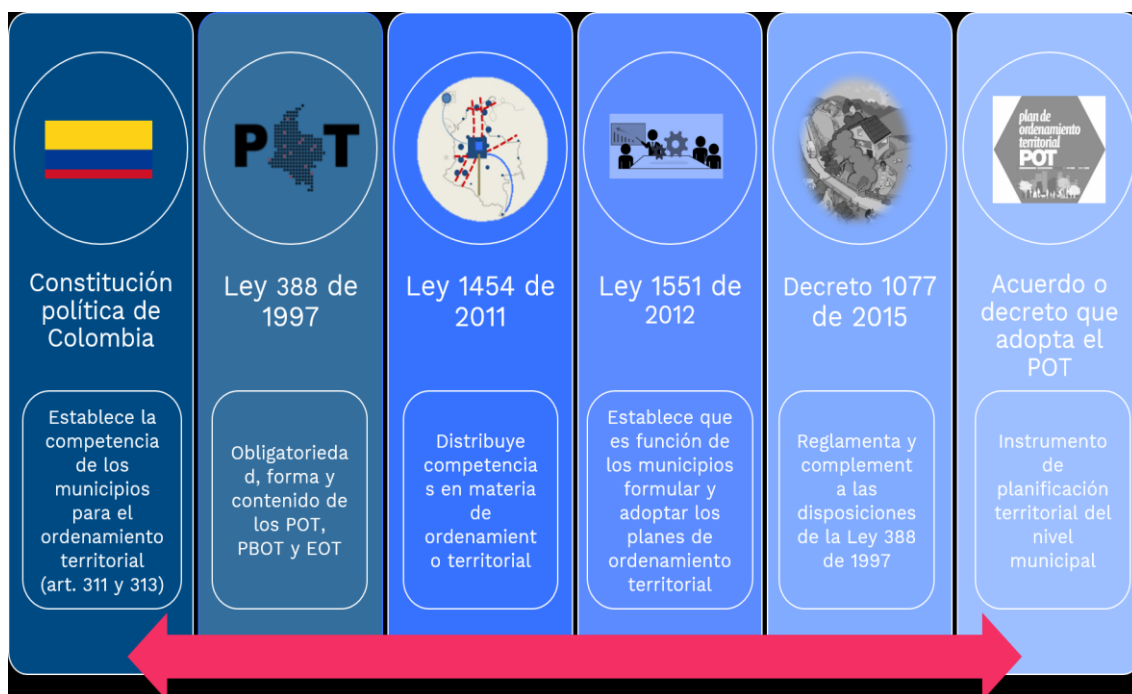 P T
plan de
ordenamiento
territorial
POT
Constitución
política de
Colombia
Ley 388 de
1997
Ley 1454 de
2011
Ley 1551 de
2012
Decreto 1077
de 2015
Acuerdo o
decreto que
adopta el
POT
Establece la
competencia
de los
municipios
para el
ordenamiento
territorial
(art. 311 y 313)
Obligatorieda
d, forma y
contenido de
los POT,
PBOT y EOT
Distribuye
competencia
s en materia
de
ordenamient
o territorial
Establece que
es función de
los municipios
formular y
adoptar los
planes de
ordenamiento
territorial
Reglamenta y
complement
a las
disposiciones
de la Ley 388
de 1997
Instrumento
de
planificación
territorial del
nivel
municipal